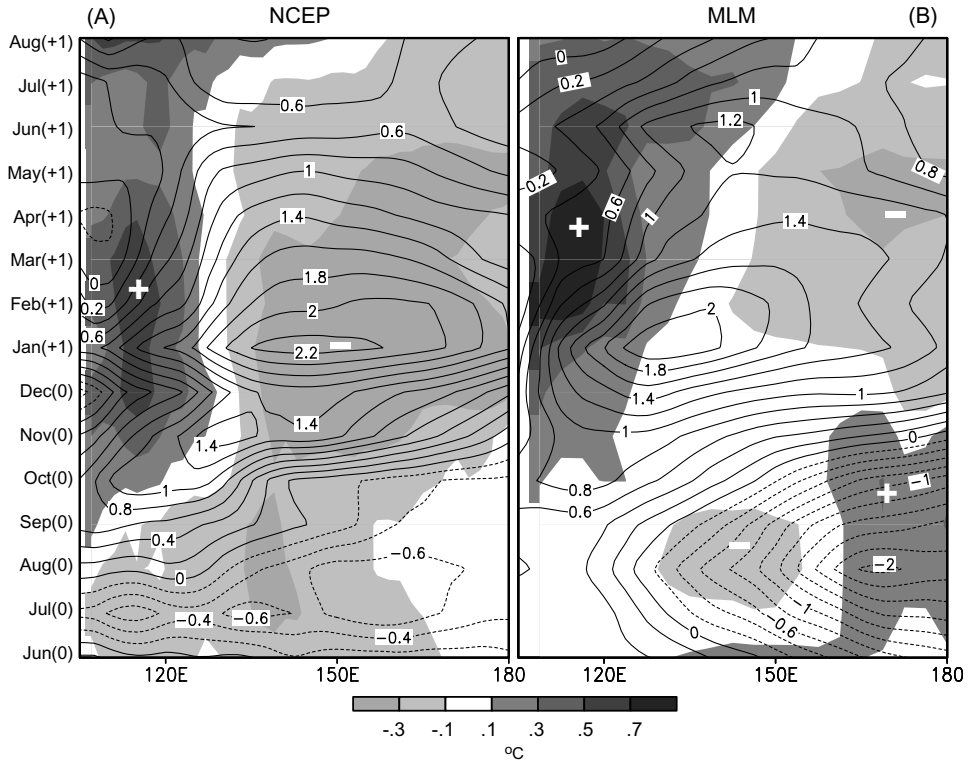 (A) NCEP MLM (B)
Aug(+1)
Jul(+1)
Jun(+1)
May(+1)
Apr(+1)
Mar(+1)
Feb(+1)
Jan(+1)
Dec(0)
Nov(0)
Oct(0)
Sep(0)
Aug(0)
Jul(0)
Jun(0)
0.6
0.6
1
1.4
1.8
2
2.2
0
0.2
0.6
1.4
1.4
1
0.8
0.4
0
−0.6
−0.4
−0.6
−0.4
+
−
0
0.2
1
1.2
0.8
0.2
0.6
1
1.4
2
1.8
1.4
1
1
0.8
0.6
0
−1
−2
1
0.6
0
+
−
+
−
120E 150E 180 120E 150E 180
-.3 -.1 .1 .3 .5 .7
°C